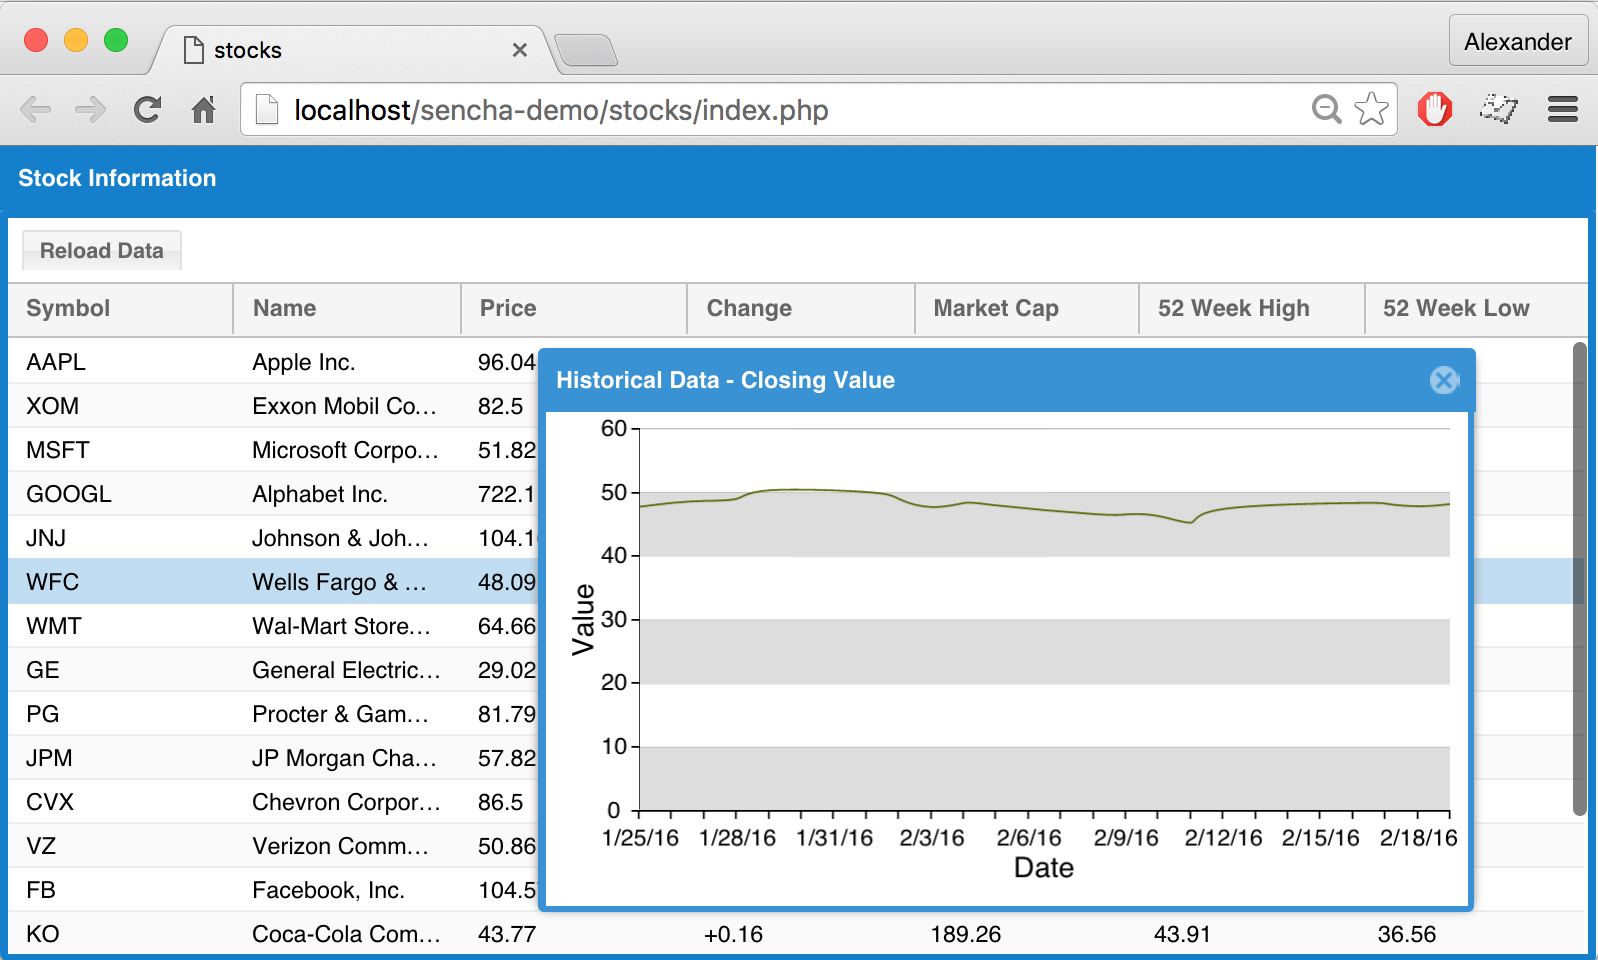 stocks
Alexander
localhost/sencha-demo/stocks/index.php
Stock Information
Reload Data
Symbol Name Price Change Market Cap 52 Week High 52 Week Low
AAPL Apple Inc. 96.04
XOM Exxon Mobil Co... 82.5
MSFT Microsoft Corpo... 51.82
GOOGL Alphabet Inc. 722.1
JNJ Johnson & Joh... 104.1
WFC Wells Fargo & ... 48.09
WMT Wal-Mart Store... 64.66
GE General Electric... 29.02
PG Procter & Gam... 81.79
JPM JP Morgan Cha... 57.82
CVX Chevron Corpor... 86.5
VZ Verizon Comm... 50.86
FB Facebook, Inc. 104.5
KO Coca-Cola Com... 43.77 +0.16 189.26 43.91 36.56
Historical Data - Closing Value
60
50
40
30
20
10
0
Value
1/25/16 1/28/16 1/31/16 2/3/16 2/6/16 2/9/16 2/12/16 2/15/16 2/18/16
Date